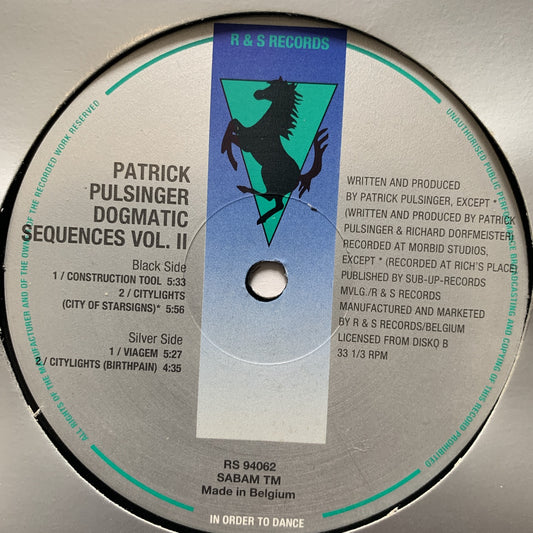 R & S RECORDS
PATRICK
PULSINGER
DOGMATIC
SEQUENCES VOL. II
Black Side
1 / CONSTRUCTION TOOL 5:33
2 / CITYLIGHTS
(CITY OF STARSIGNS)* 5:56
Silver Side
1 / VIAGEM 5:27
2 / CITYLIGHTS (BIRTHPAIN) 4:35
WRITTEN AND PRODUCED
BY PATRICK PULSINGER, EXCEPT *
(WRITTEN AND PRODUCED BY PATRICK
PULSINGER & RICHARD DORFMEISTER)
RECORDED AT MORBID STUDIOS,
EXCEPT * (RECORDED AT RICH'S PLACE)
PUBLISHED BY SUB-UP-RECORDS
MVLG./R & S RECORDS
MANUFACTURED AND MARKETED
BY R & S RECORDS/BELGIUM
LICENSED FROM DISKO B
33 1/3 RPM
RS 94062
SABAM TM
Made in Belgium
IN ORDER TO DANCE
ALL RIGHTS OF THE MANUFACTURER AND OF THE OWNER OF THE RECORDED WORK RESERVED
UNAUTHORISED PUBLIC PERFORMANCE BROADCASTING AND COPYING OF THIS RECORD PROHIBITED